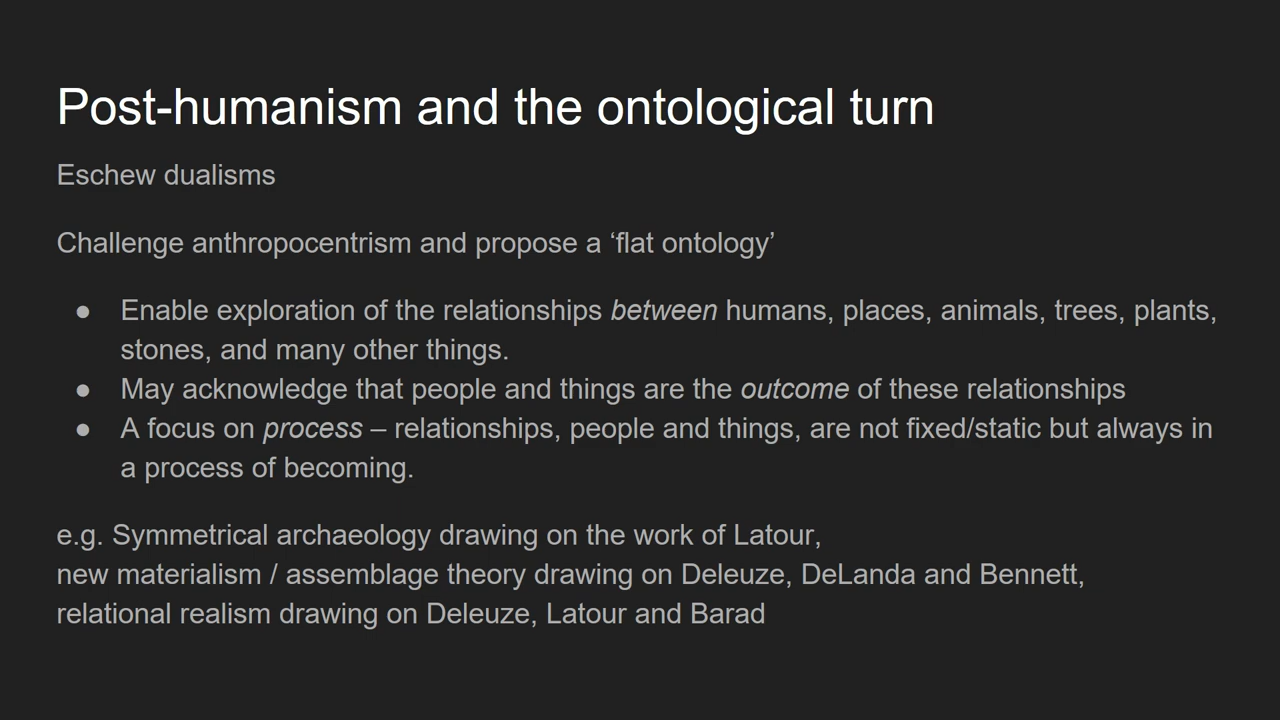 Post-humanism and the ontological turn
Eschew dualisms
Challenge anthropocentrism and propose a ‘flat ontology’
● Enable exploration of the relationships between humans, places, animals, trees, plants,
stones, and many other things.
● May acknowledge that people and things are the outcome of these relationships
● A focus on process – relationships, people and things, are not fixed/static but always in
a process of becoming.
e.g. Symmetrical archaeology drawing on the work of Latour,
new materialism / assemblage theory drawing on Deleuze, DeLanda and Bennett,
relational realism drawing on Deleuze, Latour and Barad